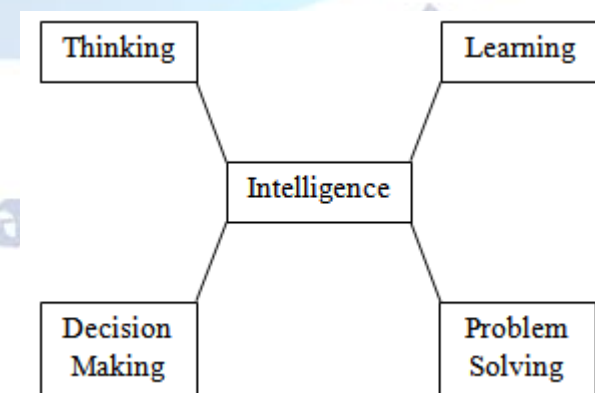 Thinking
Learning
Intelligence
Decision
Making
Problem
Solving